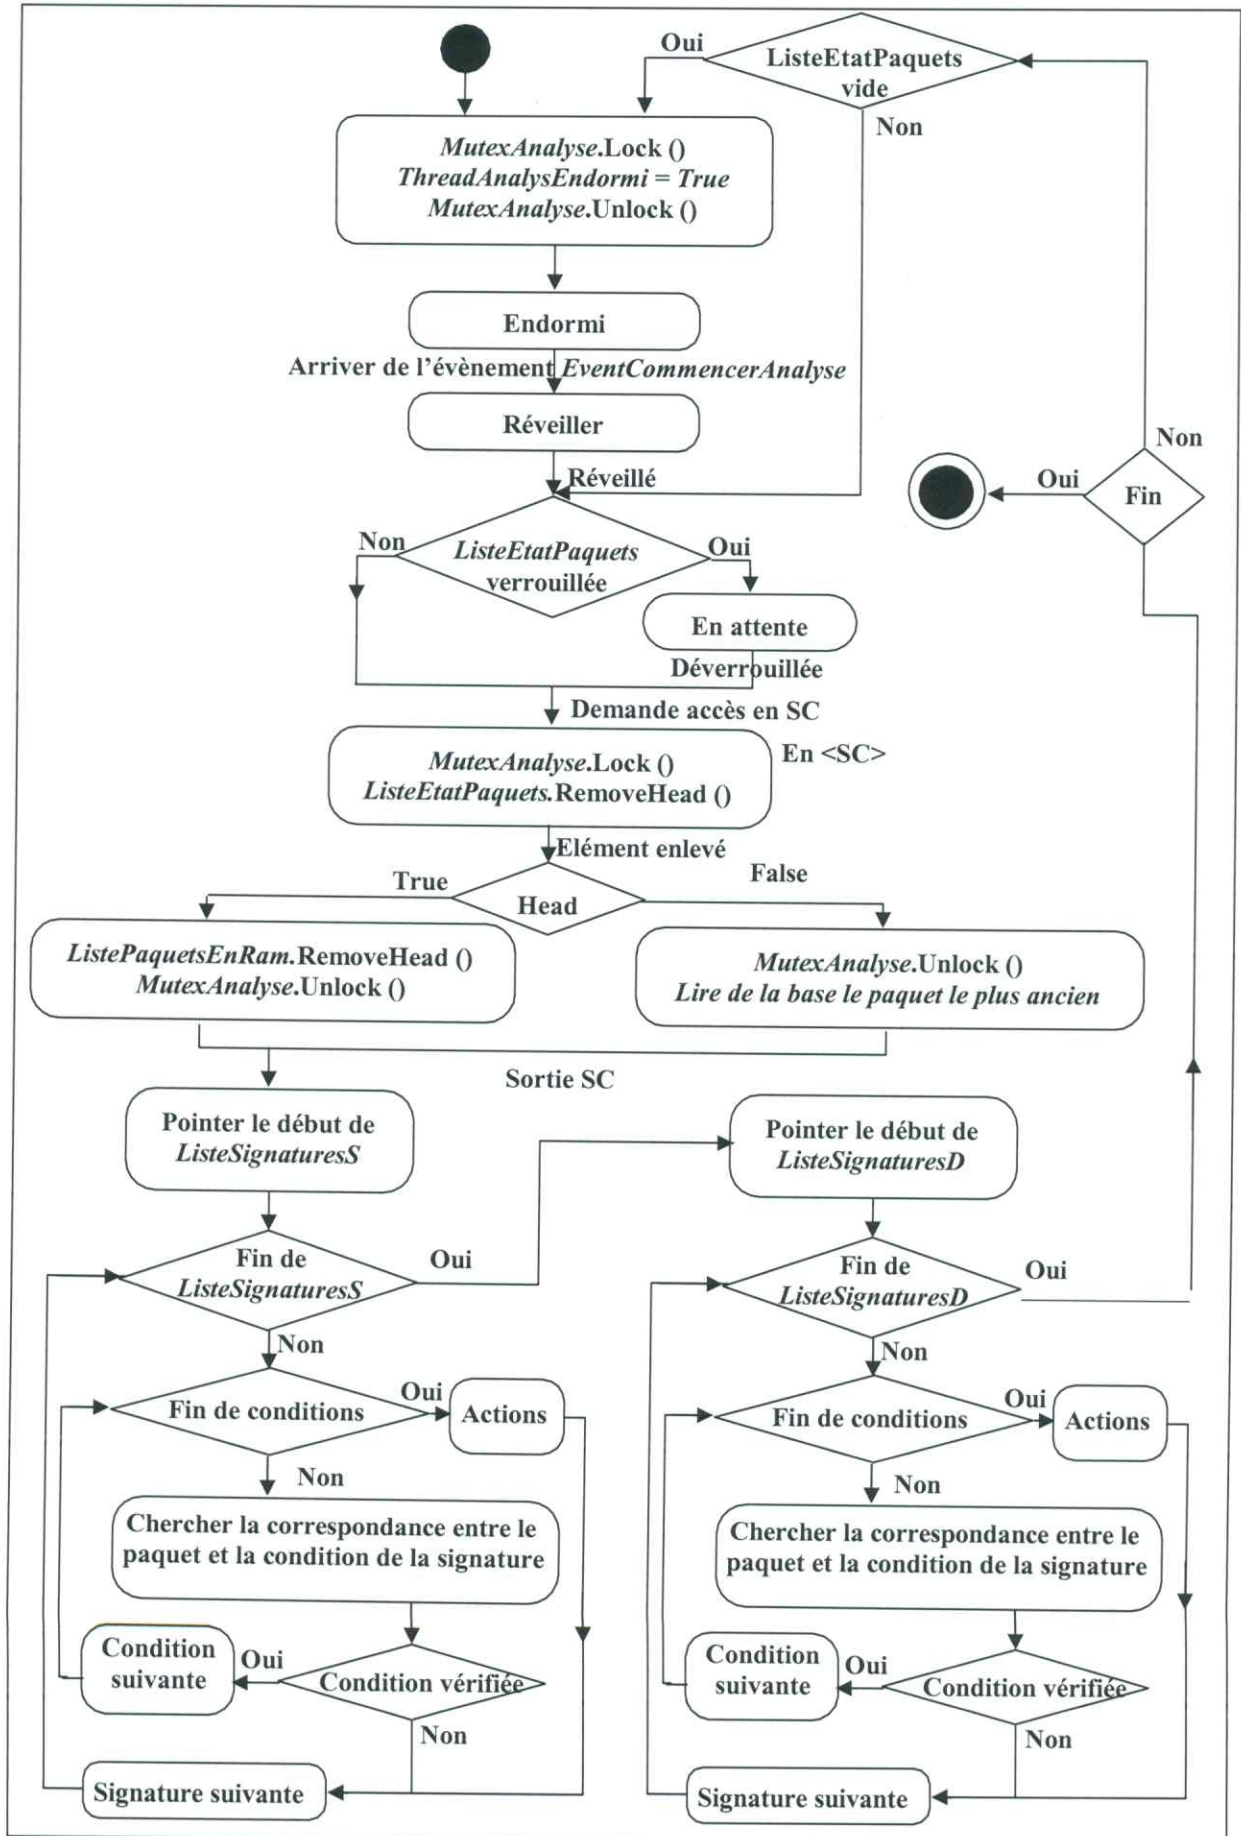 Oui
ListeEtatPaquets
vide
Non
MutexAnalyse.Lock ()
ThreadAnalysEndormi = True
MutexAnalyse.Unlock ()
Endormi
Arriver de l'évènement EventCommencerAnalyse
Réveiller
Réveillé
Non
Oui
Fin
Non
ListeEtatPaquets
verrouillée
Oui
En attente
Déverrouillée
Demande accès en SC
MutexAnalyse.Lock ()
ListeEtatPaquets.RemoveHead ()
En <SC>
Elément enlevé
True
Head
False
ListePaquetsEnRam.RemoveHead ()
MutexAnalyse.Unlock ()
MutexAnalyse.Unlock ()
Lire de la base le paquet le plus ancien
Sortie SC
Pointer le début de
ListeSignaturesS
Pointer le début de
ListeSignaturesD
Fin de
ListeSignaturesS
Oui
Fin de
ListeSignaturesD
Oui
Non
Non
Fin de conditions
Oui
Actions
Fin de conditions
Oui
Actions
Non
Non
Chercher la correspondance entre le
paquet et la condition de la signature
Chercher la correspondance entre le
paquet et la condition de la signature
Condition
suivante
Oui
Condition vérifiée
Condition
suivante
Oui
Condition vérifiée
Non
Non
Signature suivante
Signature suivante